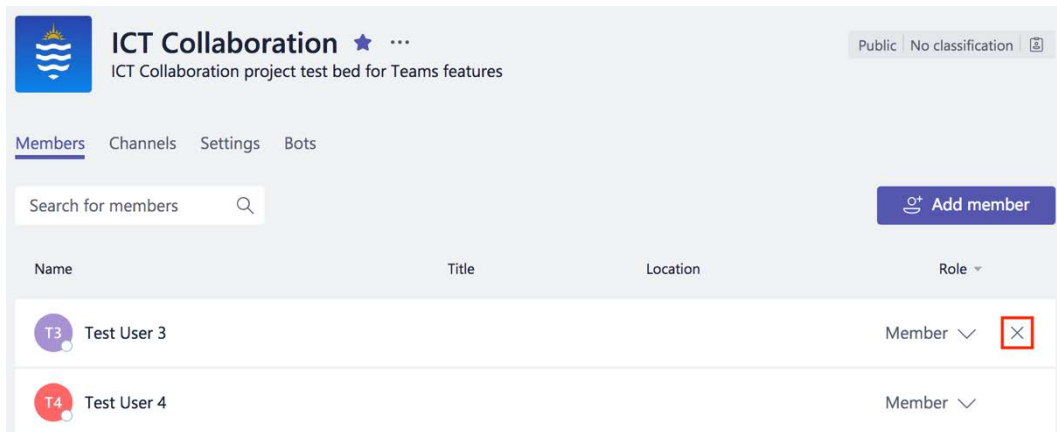 ICT Collaboration ★ ...
Public | No classification
ICT Collaboration project test bed for Teams features
Members Channels Settings Bots
Search for members
Add member
Name Title Location Role
T3 Test User 3 Member
T4 Test User 4 Member